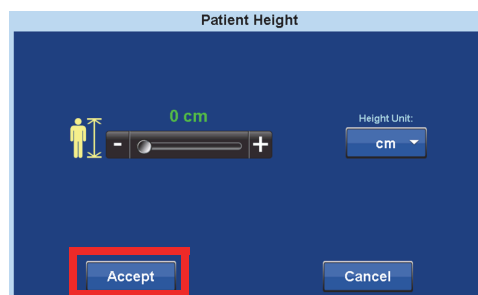 Patient Height
0 cm
Height Unit:
- +
cm
Accept Cancel